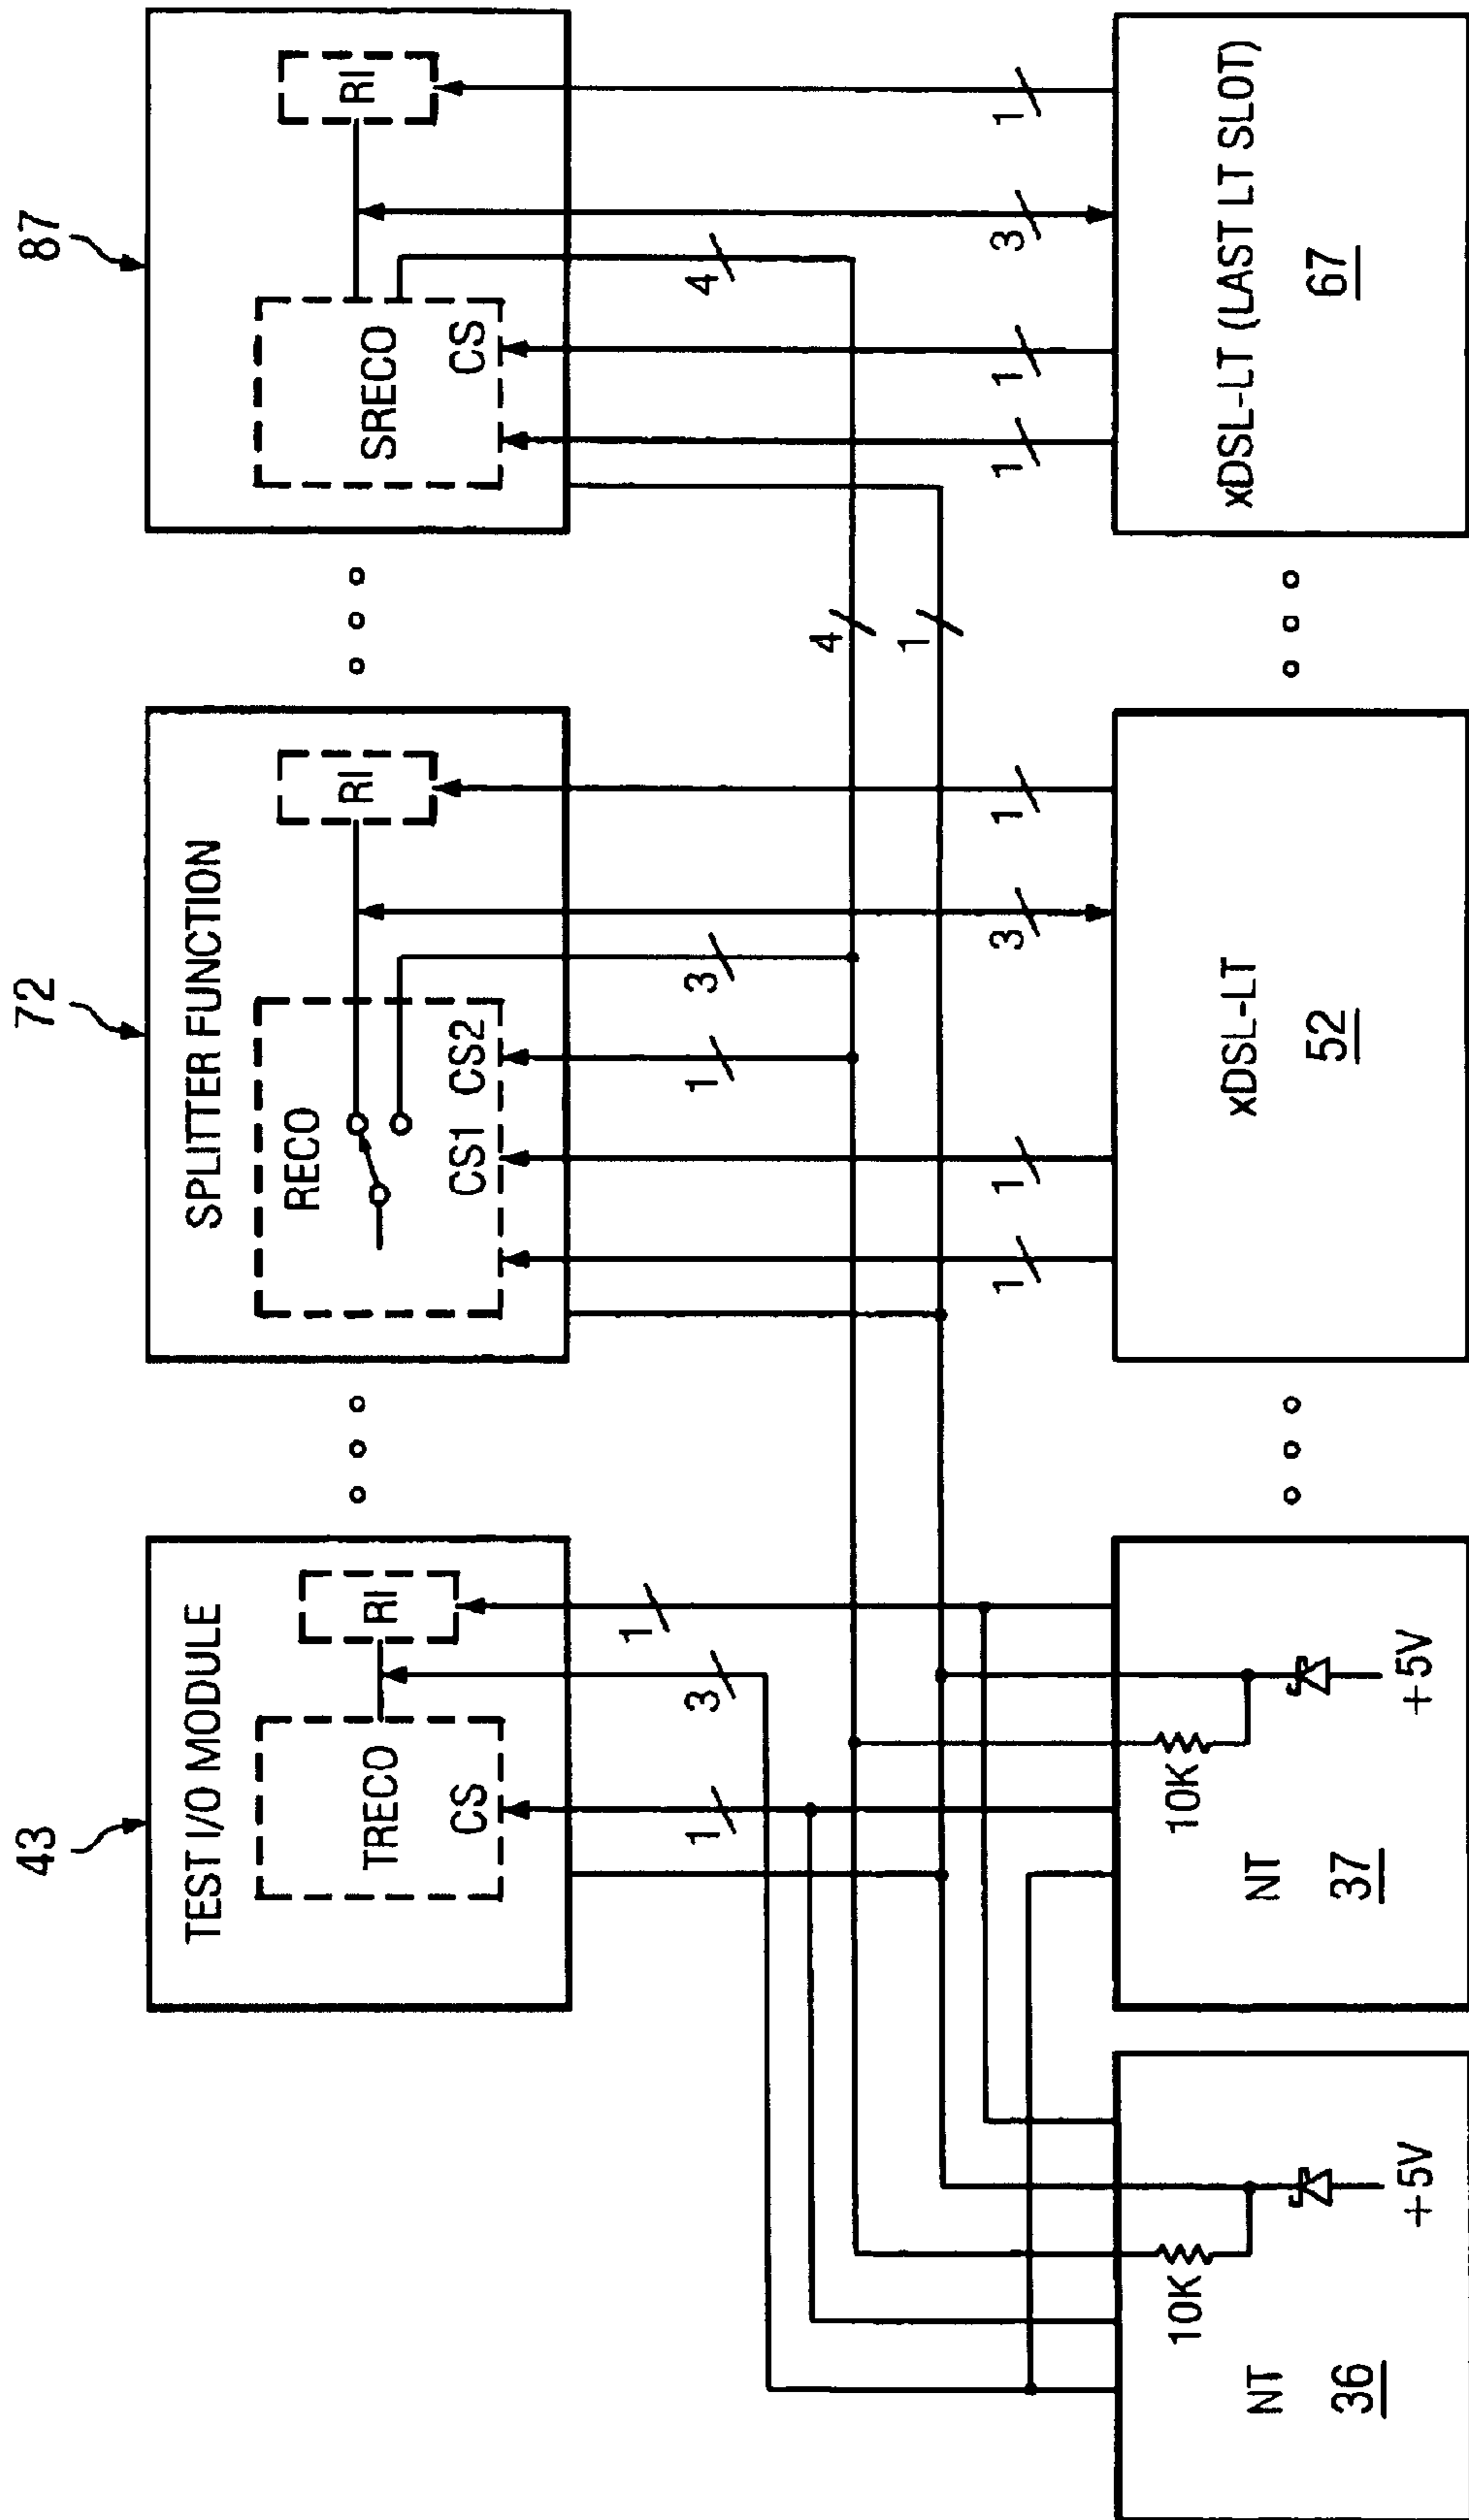 43
TEST I/O MODULE
TRECO
CS
RI
72
SPLITTER FUNCTION
RECO
CS1 CS2
RI
87
SRECO
CS
RI
1
3
1
1
3
4
4
1
1
1
3
1
1
1
3
1
NT
36
10K
+5V
NT
37
10K
+5V
xDSL-LT
52
xDSL-LT (LAST LT SLOT)
67